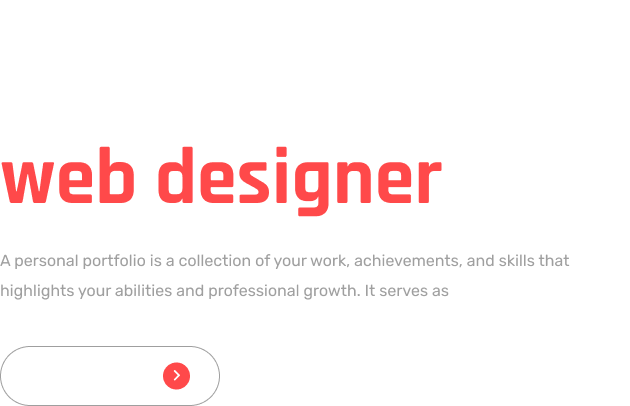 web designer
A personal portfolio is a collection of your work, achievements, and skills that
highlights your abilities and professional growth. It serves as